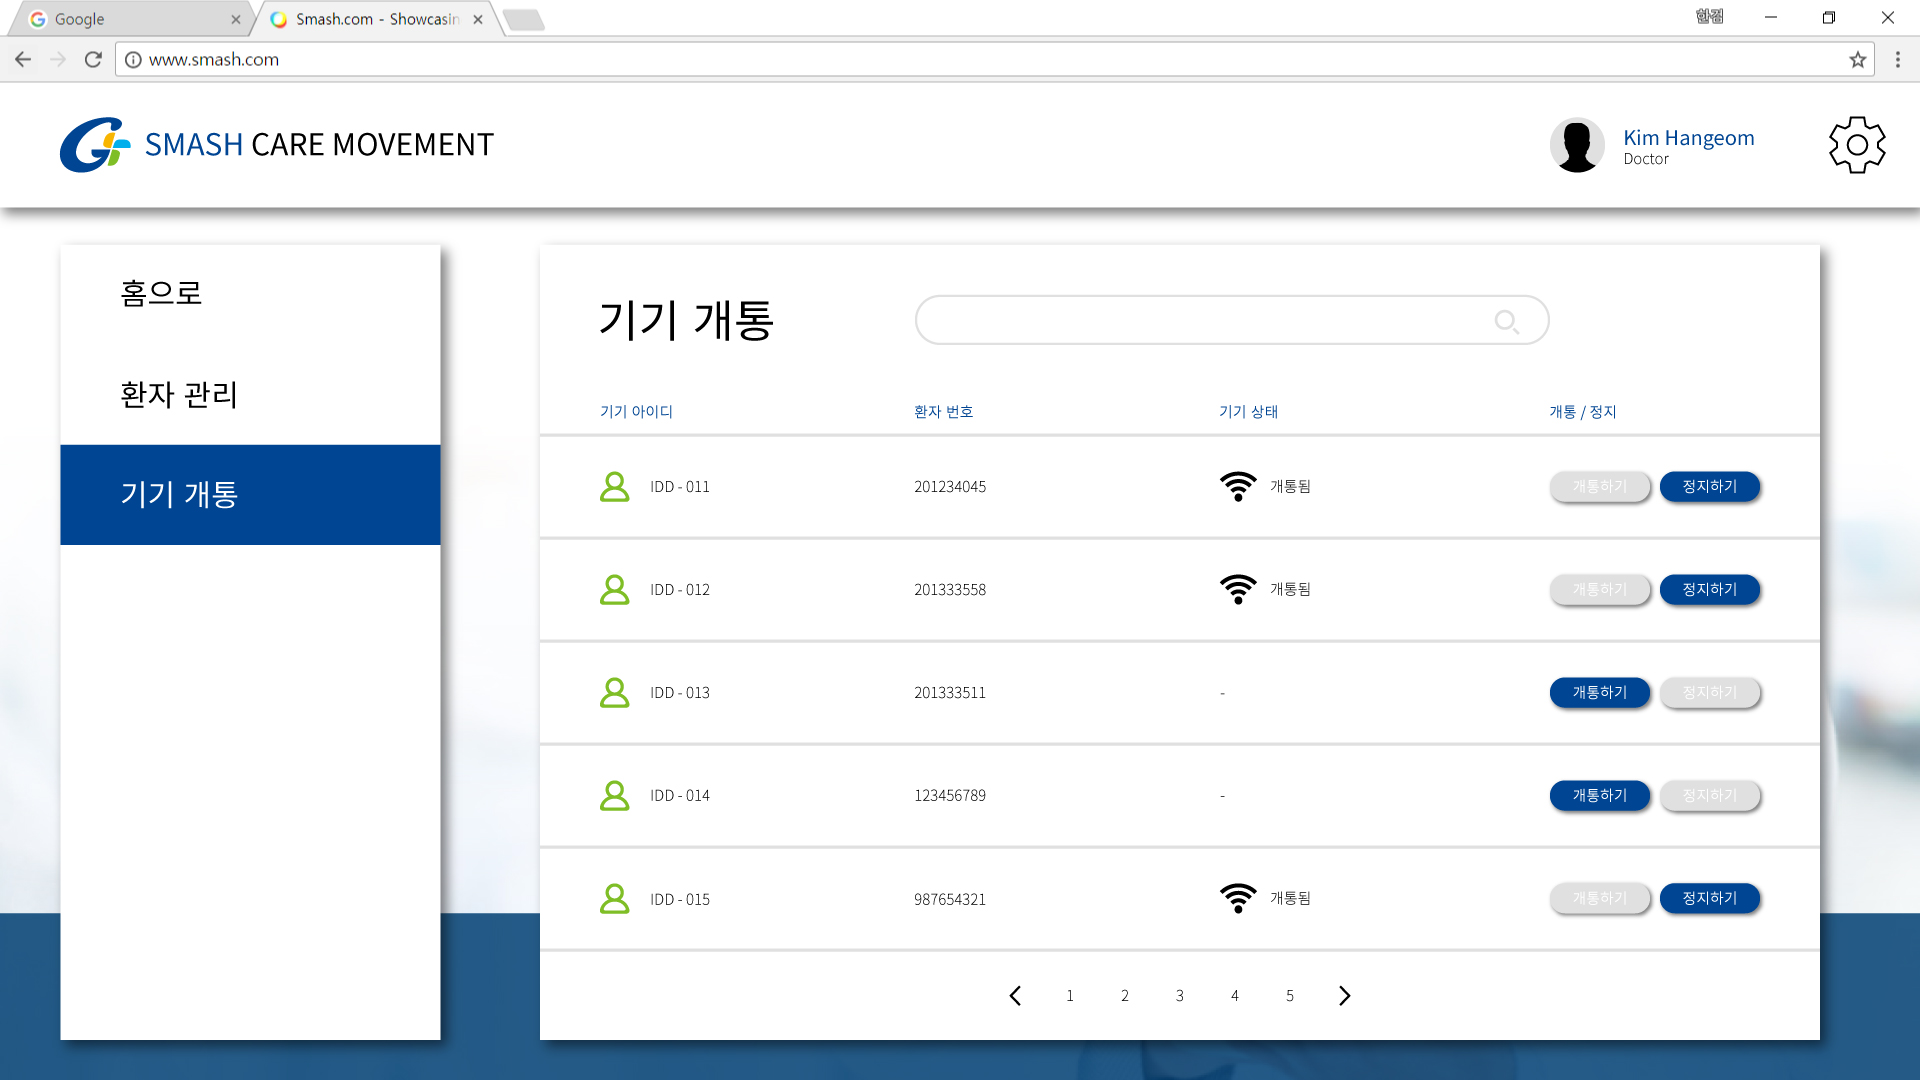 Google
Smash.com - Showcasin
한검
www.smash.com
SMASH CARE MOVEMENT
Kim Hangeom
Doctor
홈으로
환자 관리
기기 개통
기기 개통
기기 아이디 환자 번호 기기 상태 개통 / 정지
IDD - 011 201234045 개통됨 개통하기 정지하기
IDD - 012 201333558 개통됨 개통하기 정지하기
IDD - 013 201333511 - 개통하기 정지하기
IDD - 014 123456789 - 개통하기 정지하기
IDD - 015 987654321 개통됨 개통하기 정지하기
1 2 3 4 5